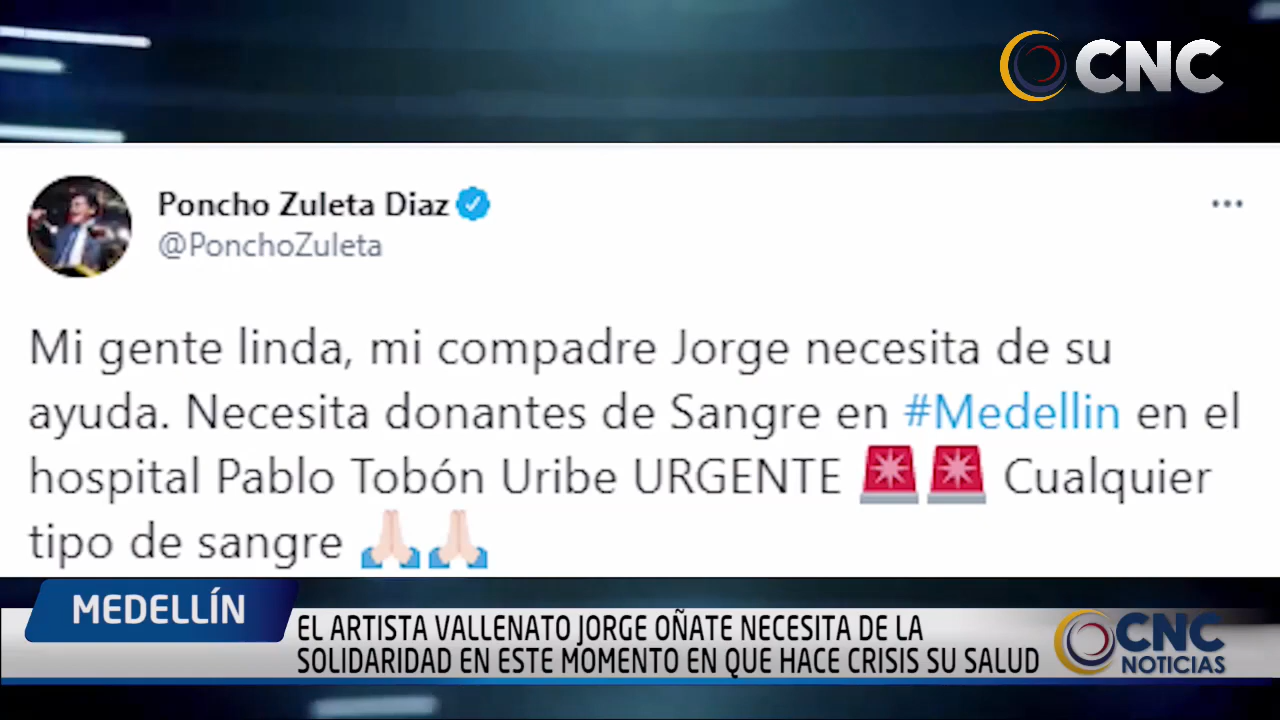 CNC
Poncho Zuleta Diaz
@PonchoZuleta
Mi gente linda, mi compadre Jorge necesita de su
ayuda. Necesita donantes de Sangre en #Medellin en el
hospital Pablo Tobón Uribe URGENTE 🚨🚨 Cualquier
tipo de sangre 🙏🏻🙏🏻
MEDELLÍN
EL ARTISTA VALLENATO JORGE OÑATE NECESITA DE LA
SOLIDARIDAD EN ESTE MOMENTO EN QUE HACE CRISIS SU SALUD
CNC
NOTICIAS